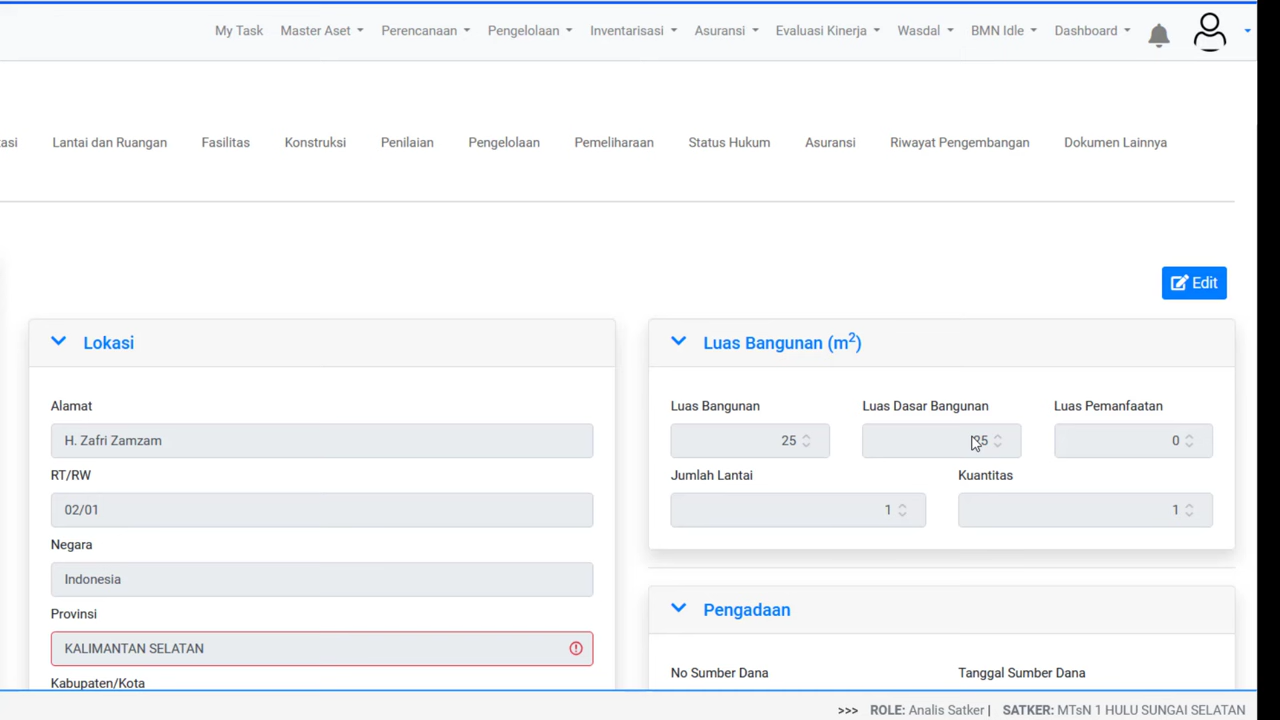 My Task Master Aset Perencanaan Pengelolaan Inventarisasi Asuransi Evaluasi Kinerja Wasdal BMN Idle Dashboard
asi Lantai dan Ruangan Fasilitas Konstruksi Penilaian Pengelolaan Pemeliharaan Status Hukum Asuransi Riwayat Pengembangan Dokumen Lainnya
Edit
Lokasi
Alamat
H. Zafri Zamzam
RT/RW
02/01
Negara
Indonesia
Provinsi
KALIMANTAN SELATAN
Kabupaten/Kota
Luas Bangunan (m²)
Luas Bangunan Luas Dasar Bangunan Luas Pemanfaatan
25 0
Jumlah Lantai Kuantitas
1 1
Pengadaan
No Sumber Dana Tanggal Sumber Dana
>>> ROLE: Analis Satker | SATKER: MTsN 1 HULU SUNGAI SELATAN